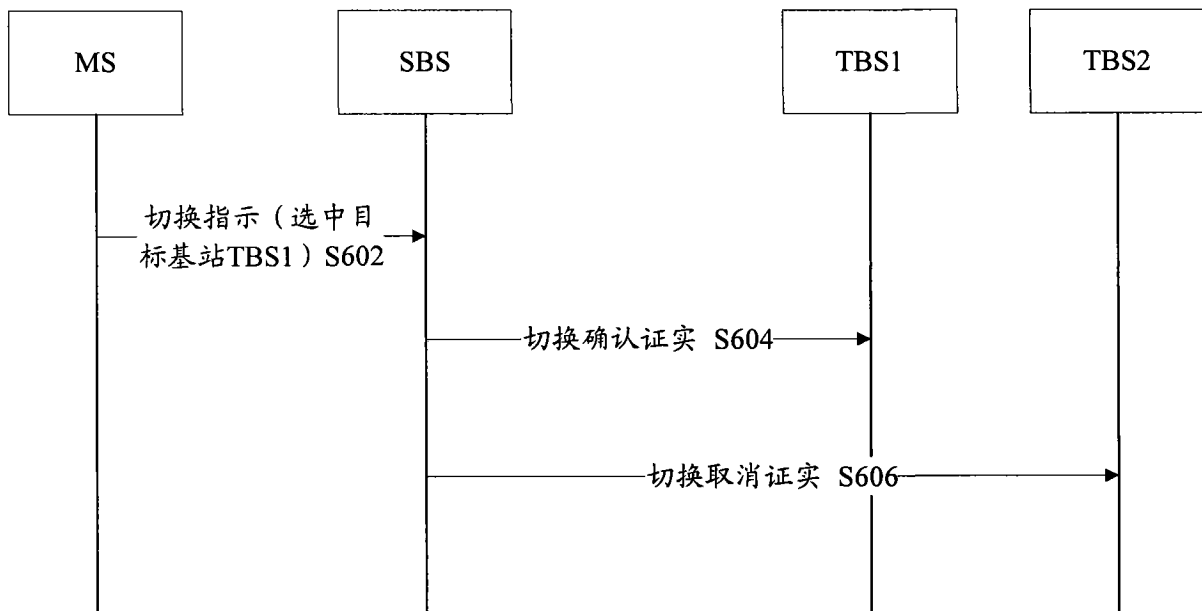 MS
SBS
TBS1
TBS2
切换指示（选中目
标基站TBS1）S602
切换确认证实 S604
切换取消证实 S606